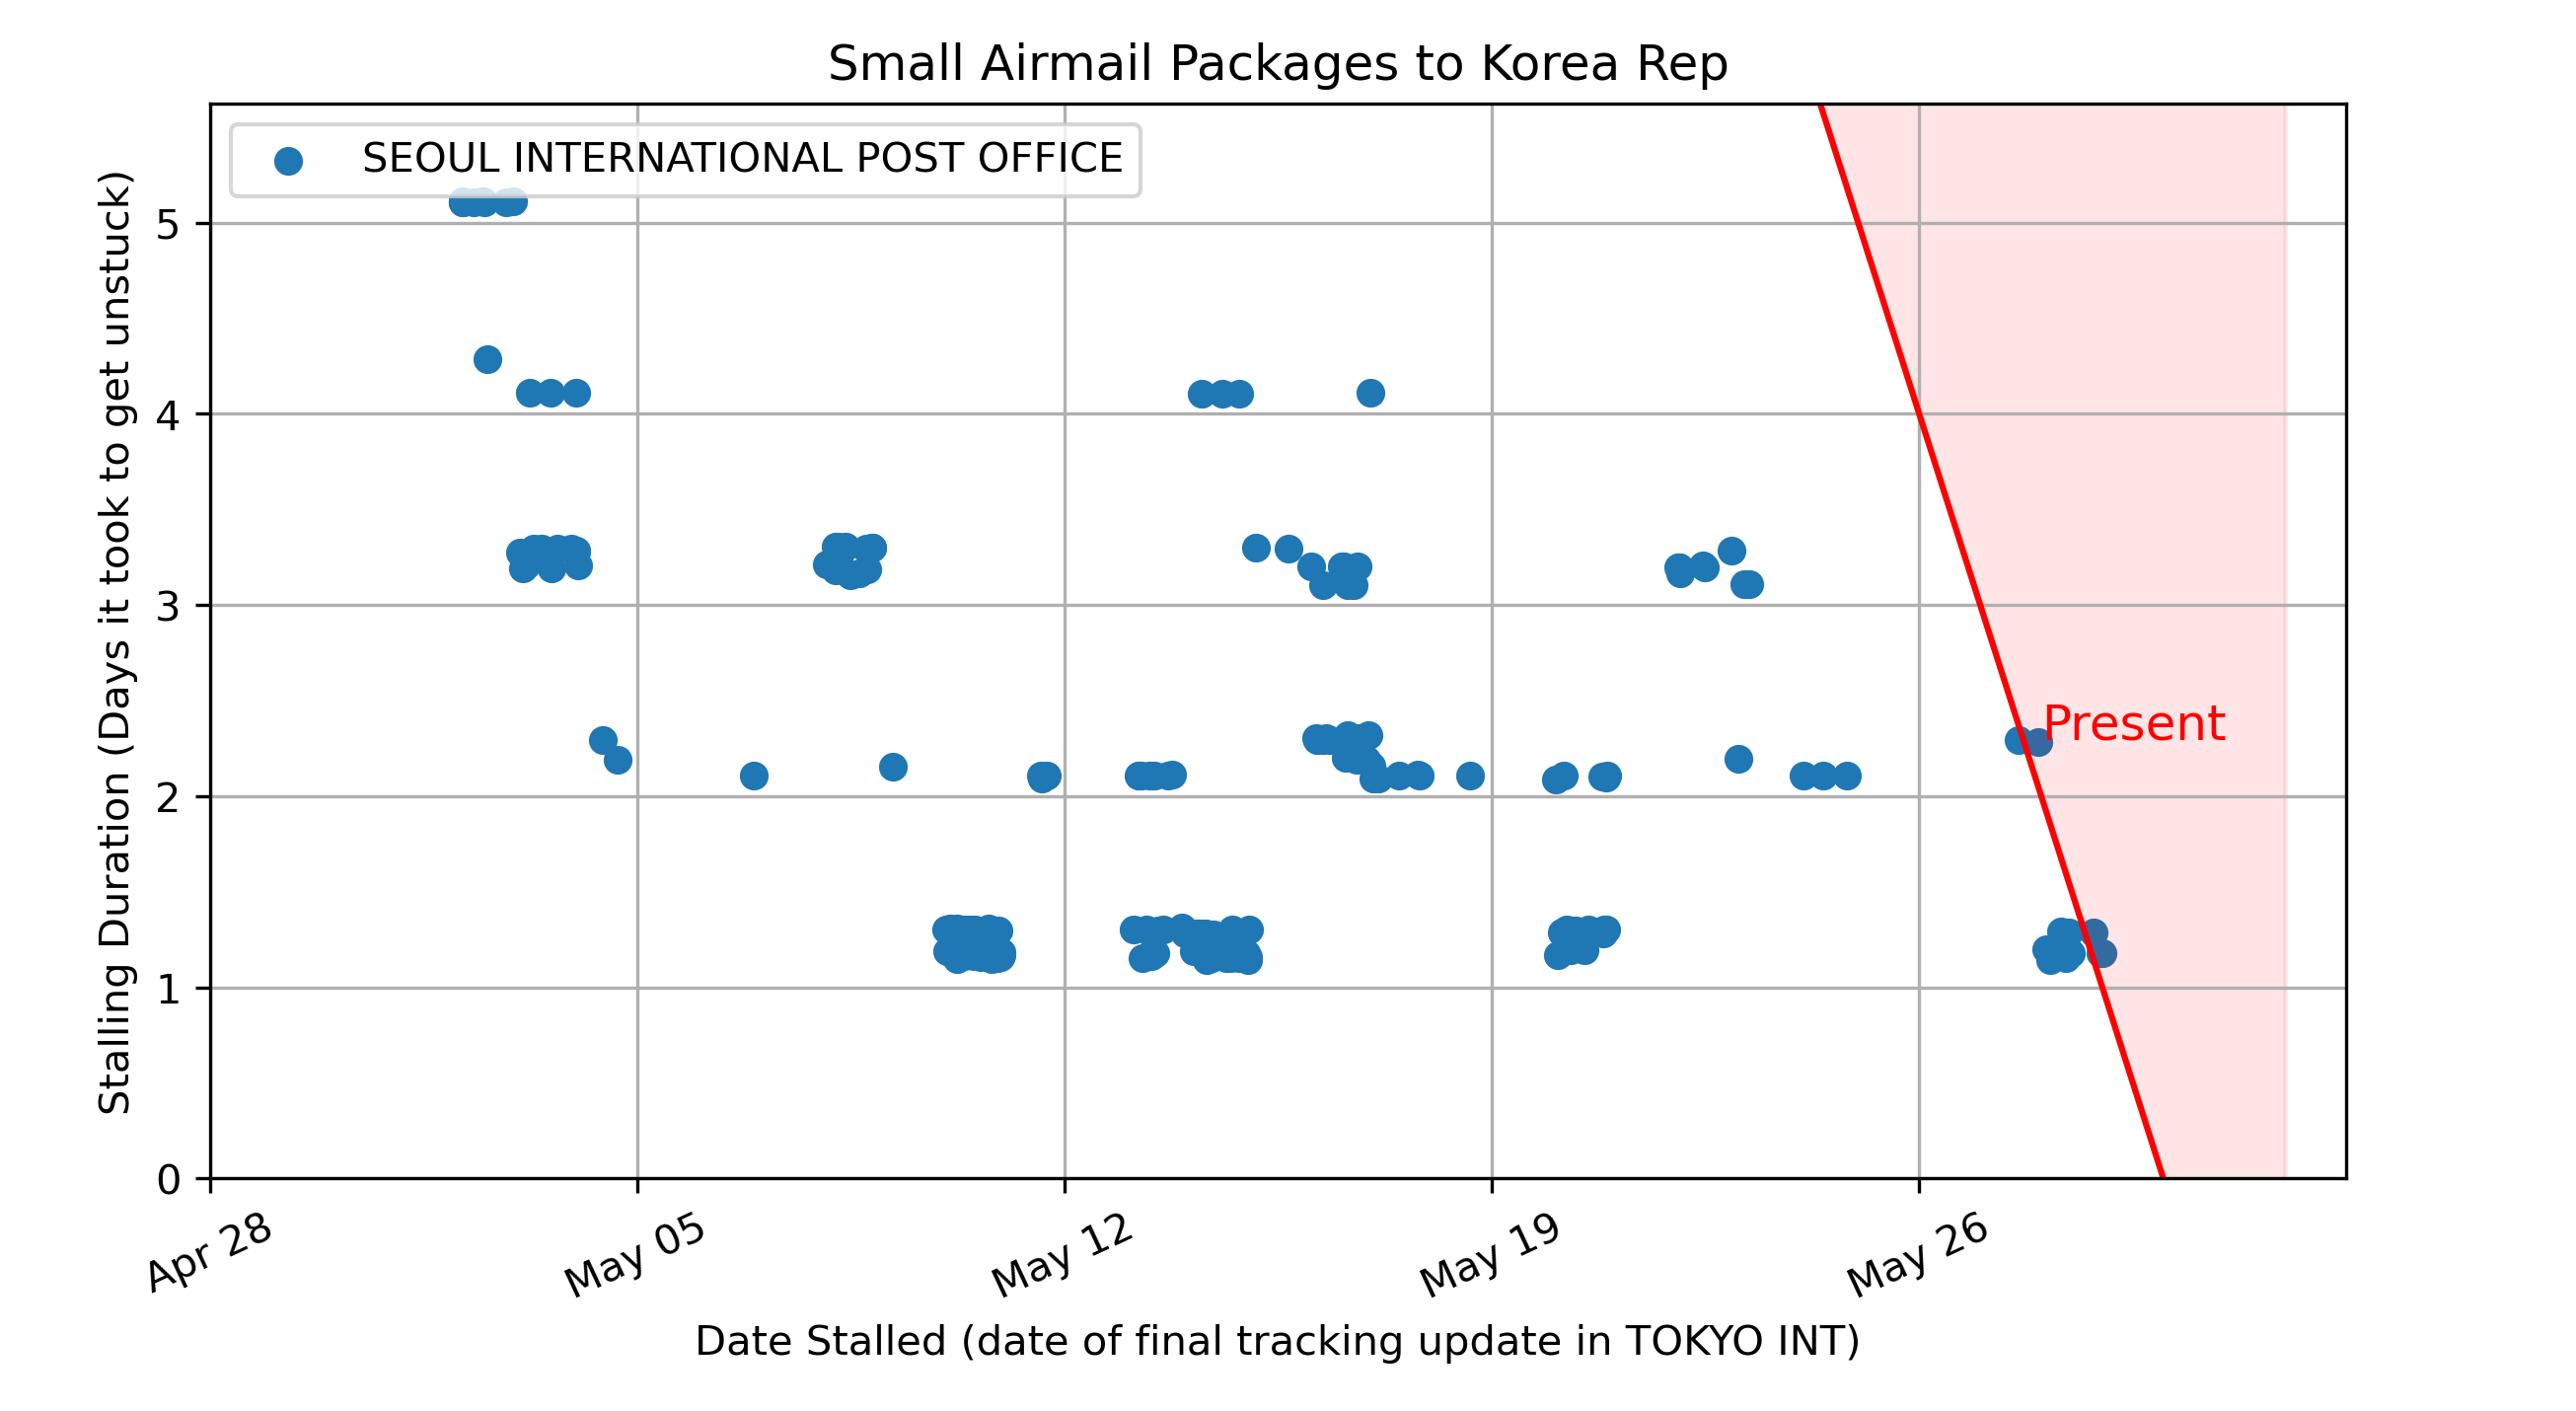 Small Airmail Packages to Korea Rep
SEOUL INTERNATIONAL POST OFFICE
Stalling Duration (Days it took to get unstuck)
5
4
3
2
1
0
Present
Apr 28
May 05
May 12
May 19
May 26
Date Stalled (date of final tracking update in TOKYO INT)